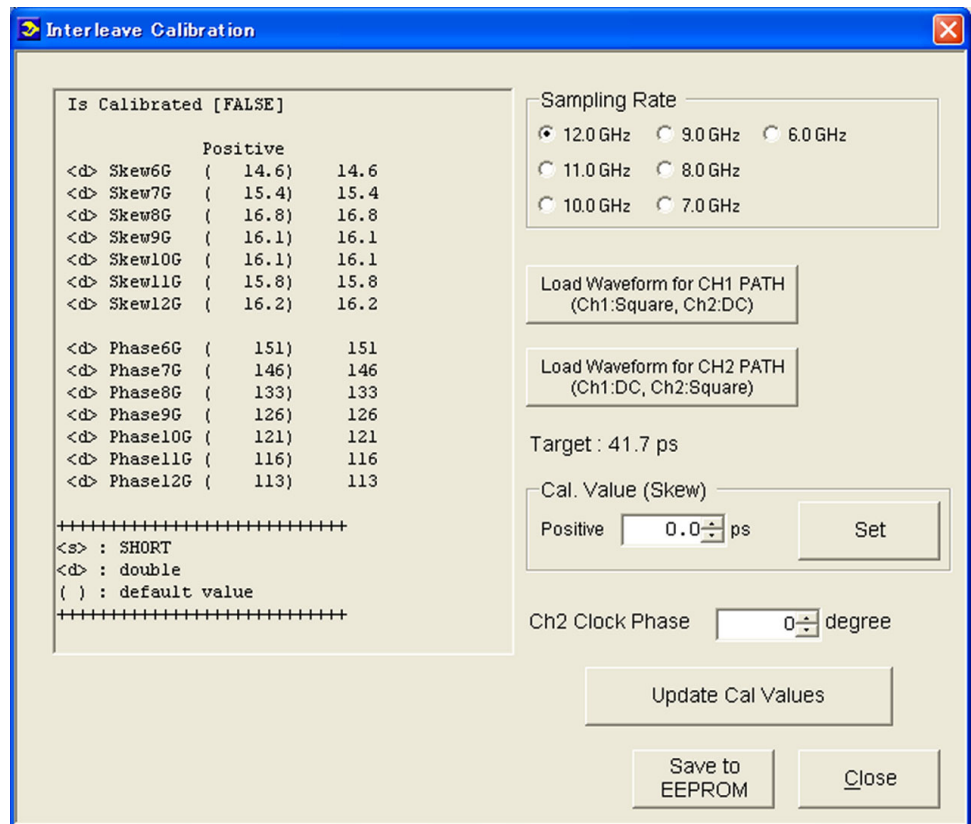 Interleave Calibration
Is Calibrated [FALSE]
Positive
<d> Skew6G ( 14.6) 14.6
<d> Skew7G ( 15.4) 15.4
<d> Skew8G ( 16.8) 16.8
<d> Skew9G ( 16.1) 16.1
<d> Skew10G ( 16.1) 16.1
<d> Skew11G ( 15.8) 15.8
<d> Skew12G ( 16.2) 16.2
<d> Phase6G ( 151) 151
<d> Phase7G ( 146) 146
<d> Phase8G ( 133) 133
<d> Phase9G ( 126) 126
<d> Phase10G ( 121) 121
<d> Phase11G ( 116) 116
<d> Phase12G ( 113) 113
+++++++++++++++++++++++++++++
<s> : SHORT
<d> : double
( ) : default value
+++++++++++++++++++++++++++++
Sampling Rate
12.0 GHz 9.0 GHz 6.0 GHz
11.0 GHz 8.0 GHz
10.0 GHz 7.0 GHz
Load Waveform for CH1 PATH
(Ch1:Square, Ch2:DC)
Load Waveform for CH2 PATH
(Ch1:DC, Ch2:Square)
Target : 41.7 ps
Cal. Value (Skew)
Positive 0.0 ps Set
Ch2 Clock Phase 0 degree
Update Cal Values
Save to
EEPROM
Close